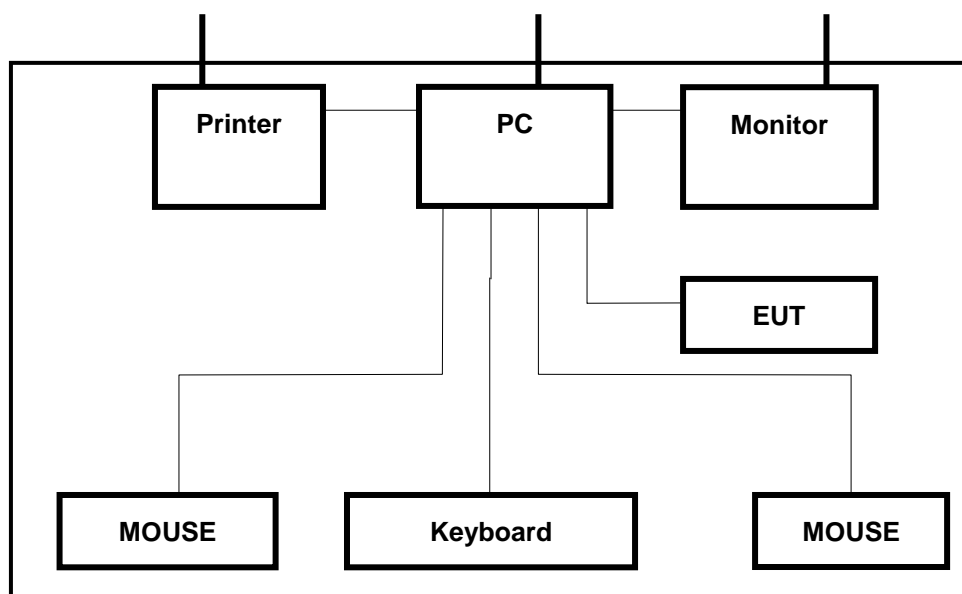 Printer
PC
Monitor
EUT
MOUSE
Keyboard
MOUSE